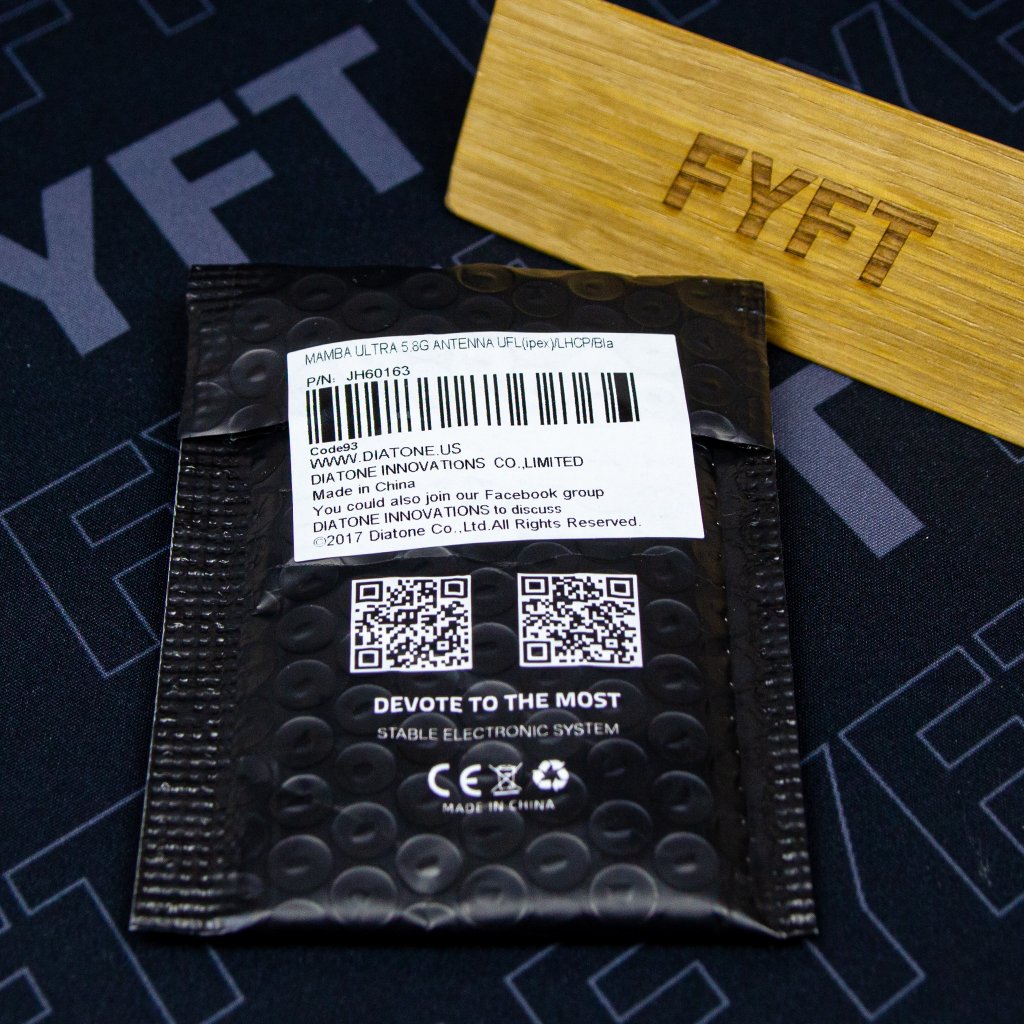 FYFT
FYFT
MAMBA ULTRA 5.8G ANTENNA UFL(ipex)/LHCP/Bla
P/N: JH60163
Code93
WWW.DIATONE.US
DIATONE INNOVATIONS CO.,LIMITED
Made in China
You could also join our Facebook group
DIATONE INNOVATIONS to discuss
©2017 Diatone Co.,Ltd.All Rights Reserved.
DEVOTE TO THE MOST
STABLE ELECTRONIC SYSTEM
CE
MADE IN CHINA